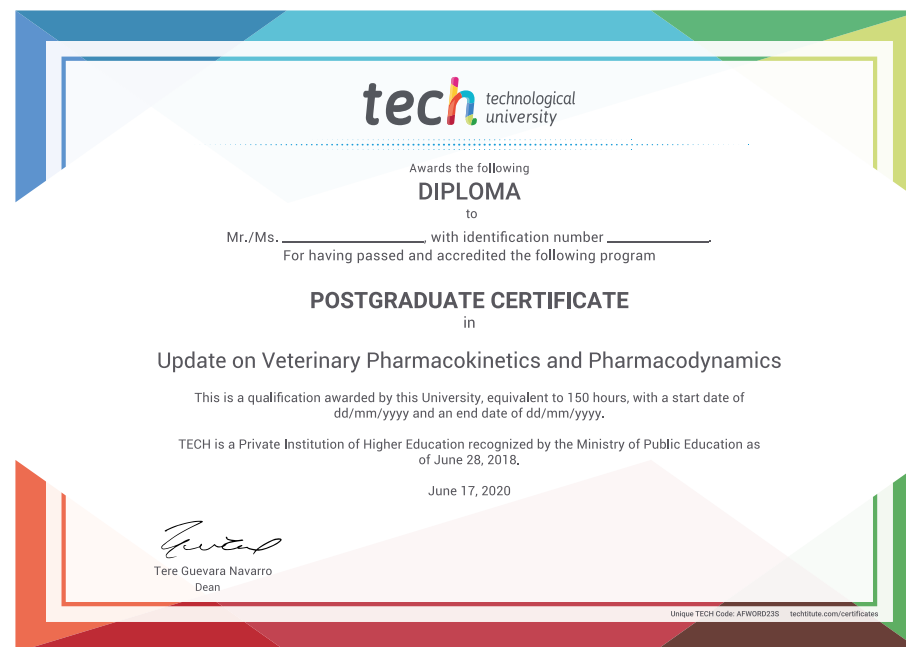 tech technological
university
Awards the following
DIPLOMA
to
Mr./Ms. ____________, with identification number ____________.
For having passed and accredited the following program
POSTGRADUATE CERTIFICATE
in
Update on Veterinary Pharmacokinetics and Pharmacodynamics
This is a qualification awarded by this University, equivalent to 150 hours, with a start date of
dd/mm/yyyy and an end date of dd/mm/yyyy.
TECH is a Private Institution of Higher Education recognized by the Ministry of Public Education as
of June 28, 2018.
June 17, 2020
Tere Guevara Navarro
Dean
Unique TECH Code: AFWORD23S techtitute.com/certificates